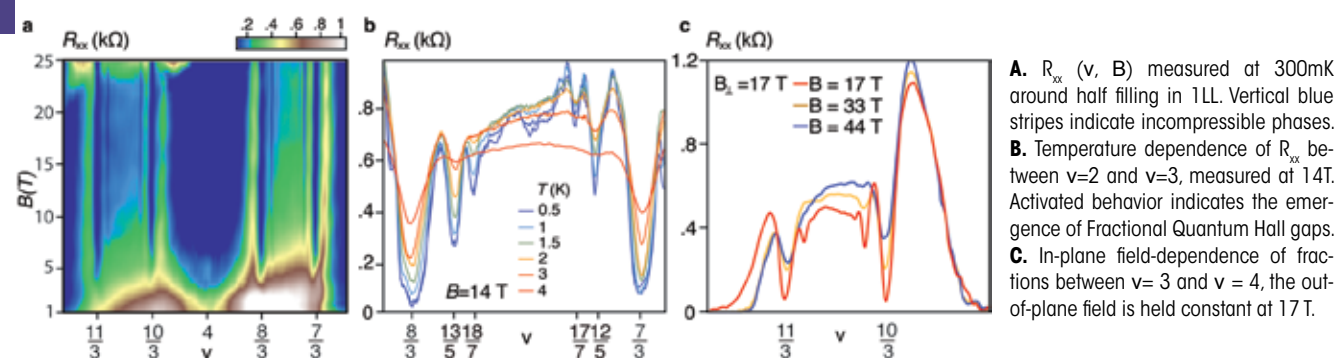 a
R_xx (kΩ)
.2 .4 .6 .8 1
25
20
15
10
5
1
B(T)
11/3 10/3 4 8/3 7/3
ν
b
R_xx (kΩ)
.8
.6
.4
.2
0
T (K)
0.5
1
1.5
2
3
4
B=14 T
8/3 13/5 18/7 ν 17/7 12/5 7/3
c
R_xx (kΩ)
1.2
.8
.4
0
B⊥=17 T
B = 17 T
B = 33 T
B = 44 T
11/3 ν 10/3
A. R_xx (ν, B) measured at 300mK
around half filling in 1LL. Vertical blue
stripes indicate incompressible phases.
B. Temperature dependence of R_xx be-
tween ν=2 and ν=3, measured at 14T.
Activated behavior indicates the emer-
gence of Fractional Quantum Hall gaps.
C. In-plane field-dependence of frac-
tions between ν= 3 and ν = 4, the out-
of-plane field is held constant at 17 T.